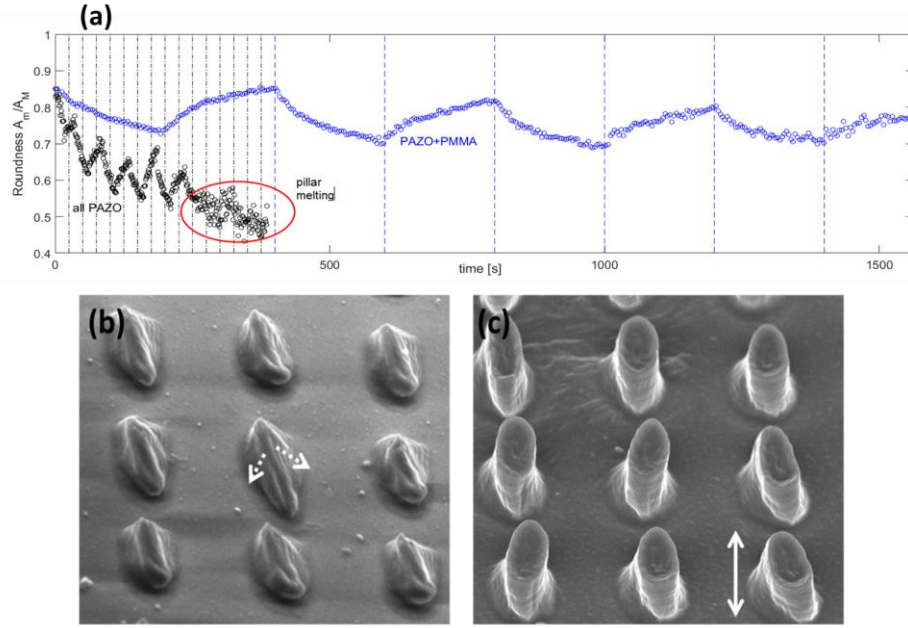 (a)
1
0.9
0.8
0.7
0.6
0.5
0.4
Roundness Aₘ/A_M
PAZO+PMMA
all PAZO
pillar
melting
0
500
1000
1500
time [s]
(b)
(c)